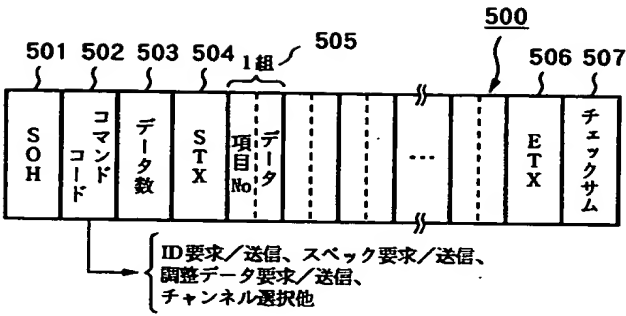 501 502 503 504 505 500 506 507
1組
SOH
コマンド
コード
データ数
STX
項目No
データ
...
ETX
チェックサム
ID要求/送信、スペック要求/送信、
調整データ要求/送信、
チャンネル選択他